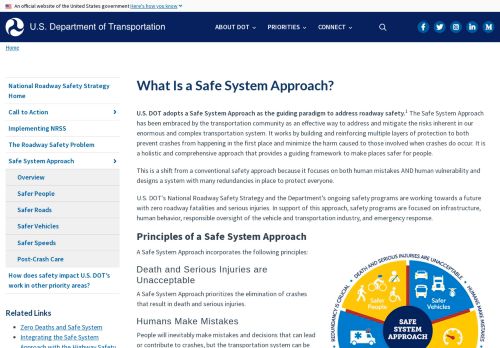 An official website of the United States government Here's how you know
U.S. Department of Transportation
ABOUT DOT
PRIORITIES
CONNECT
Home
National Roadway Safety Strategy
Home
Call to Action
Implementing NRSS
The Roadway Safety Problem
Safe System Approach
Overview
Safer People
Safer Roads
Safer Vehicles
Safer Speeds
Post-Crash Care
How does safety impact U.S. DOT's
work in other priority areas?
Related Links
Zero Deaths and Safe System
Integrating the Safe System
Approach with the Highway Safety
What Is a Safe System Approach?
U.S. DOT adopts a Safe System Approach as the guiding paradigm to address roadway safety.1 The Safe System Approach
has been embraced by the transportation community as an effective way to address and mitigate the risks inherent in our
enormous and complex transportation system. It works by building and reinforcing multiple layers of protection to both
prevent crashes from happening in the first place and minimize the harm caused to those involved when crashes do occur. It is
a holistic and comprehensive approach that provides a guiding framework to make places safer for people.
This is a shift from a conventional safety approach because it focuses on both human mistakes AND human vulnerability and
designs a system with many redundancies in place to protect everyone.
U.S. DOT's National Roadway Safety Strategy and the Department's ongoing safety programs are working towards a future
with zero roadway fatalities and serious injuries. In support of this approach, safety programs are focused on infrastructure,
human behavior, responsible oversight of the vehicle and transportation industry, and emergency response.
Principles of a Safe System Approach
A Safe System Approach incorporates the following principles:
Death and Serious Injuries are
Unacceptable
A Safe System Approach prioritizes the elimination of crashes
that result in death and serious injuries.
Humans Make Mistakes
People will inevitably make mistakes and decisions that can lead
or contribute to crashes, but the transportation system can be
DEATH AND SERIOUS INJURIES ARE UNACCEPTABLE
HUMANS MAKE MISTAKES
REDUNDANCY IS CRUCIAL
Safer
People
Safer
Vehicles
SAFE
SYSTEM
APPROACH